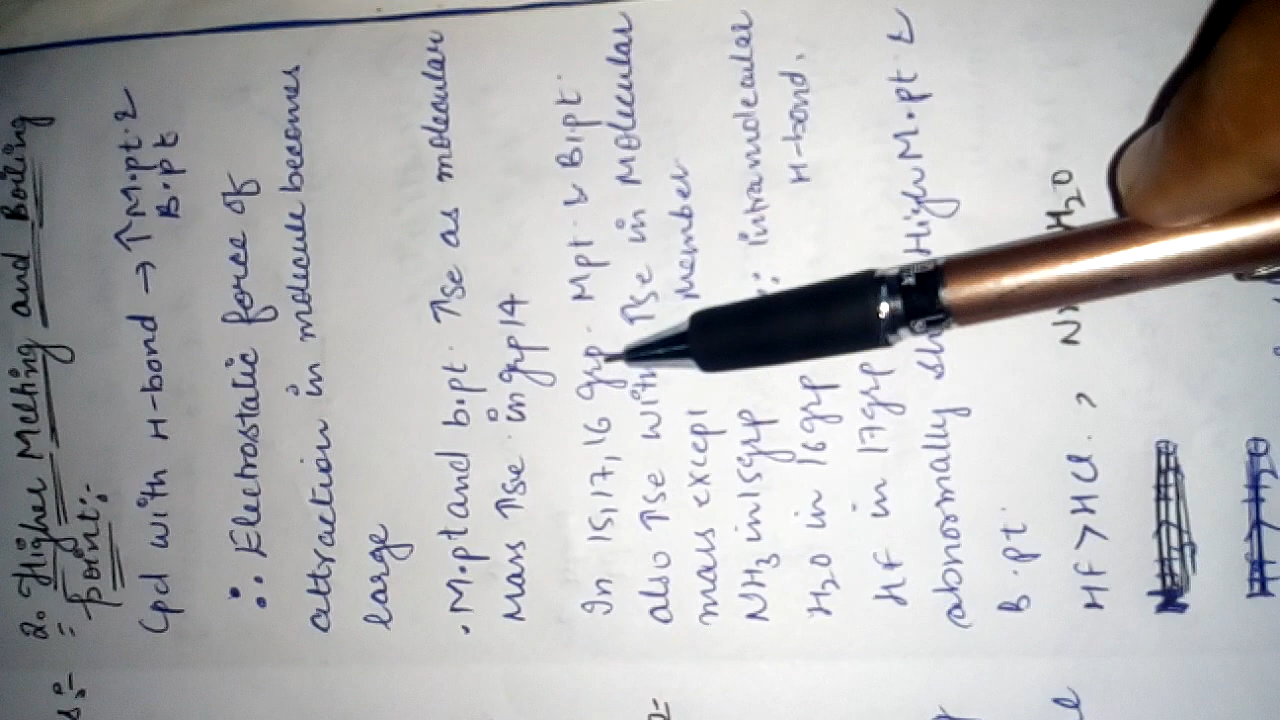 s:-
2. Higher Melting and Boiling
point:-
Cpd with H-bond → ↑ M.pt &
B.pt
∴ Electrostatic force of
attraction in molecule becomes
large
. M.pt and b.pt. ↑se as molecular
Mass ↑se in grp 14
In 15, 17, 16 grp. Mpt & B.pt.
also ↑se with ↑se in Molecular
mass except Member
NH3 in 15 grp ∵ intramolecular
H2O in 16 grp H-bond.
HF in 17 grp
abnormally High M.pt &
B.pt.
HF > HCl , H2O